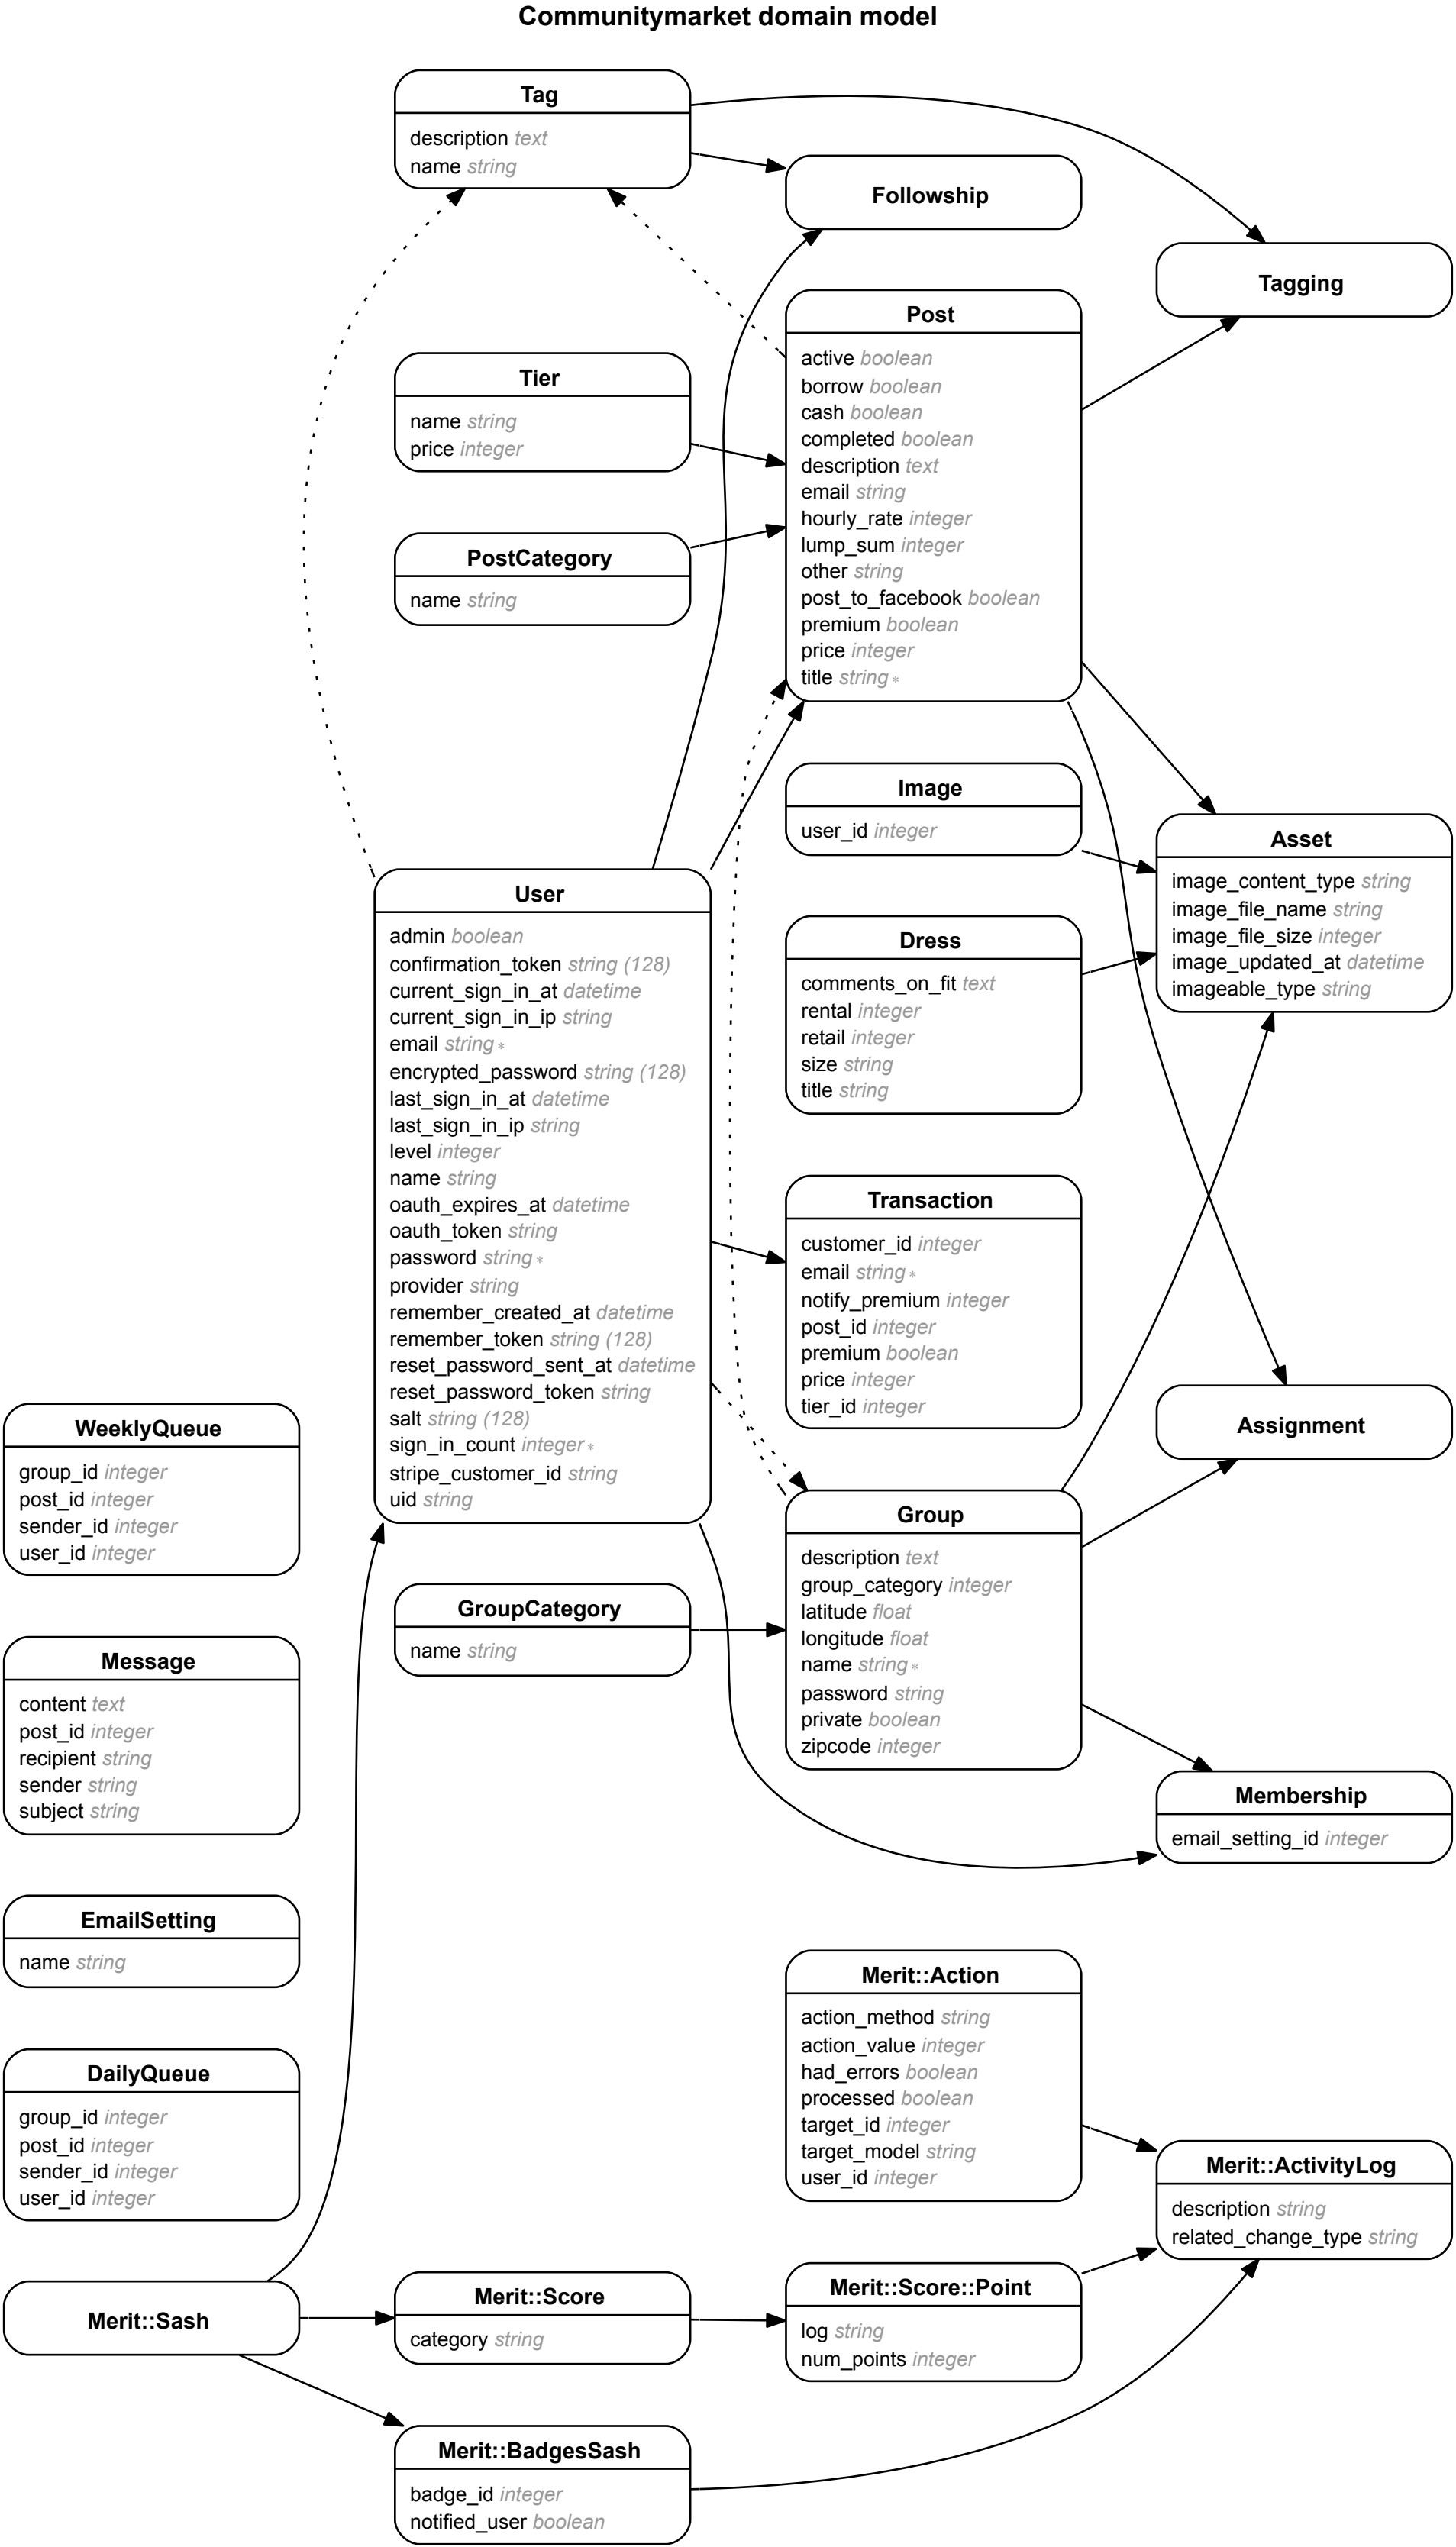 Communitymarket domain model
Tag
description text
name string
Followship
Tagging
Post
active boolean
borrow boolean
cash boolean
completed boolean
description text
email string
hourly_rate integer
lump_sum integer
other string
post_to_facebook boolean
premium boolean
price integer
title string *
Tier
name string
price integer
PostCategory
name string
Image
user_id integer
Asset
image_content_type string
image_file_name string
image_file_size integer
image_updated_at datetime
imageable_type string
User
admin boolean
confirmation_token string (128)
current_sign_in_at datetime
current_sign_in_ip string
email string *
encrypted_password string (128)
last_sign_in_at datetime
last_sign_in_ip string
level integer
name string
oauth_expires_at datetime
oauth_token string
password string *
provider string
remember_created_at datetime
remember_token string (128)
reset_password_sent_at datetime
reset_password_token string
salt string (128)
sign_in_count integer *
stripe_customer_id string
uid string
Dress
comments_on_fit text
rental integer
retail integer
size string
title string
Transaction
customer_id integer
email string *
notify_premium integer
post_id integer
premium boolean
price integer
tier_id integer
Assignment
WeeklyQueue
group_id integer
post_id integer
sender_id integer
user_id integer
Group
description text
group_category integer
latitude float
longitude float
name string *
password string
private boolean
zipcode integer
GroupCategory
name string
Message
content text
post_id integer
recipient string
sender string
subject string
Membership
email_setting_id integer
EmailSetting
name string
Merit::Action
action_method string
action_value integer
had_errors boolean
processed boolean
target_id integer
target_model string
user_id integer
DailyQueue
group_id integer
post_id integer
sender_id integer
user_id integer
Merit::ActivityLog
description string
related_change_type string
Merit::Sash
Merit::Score
category string
Merit::Score::Point
log string
num_points integer
Merit::BadgesSash
badge_id integer
notified_user boolean